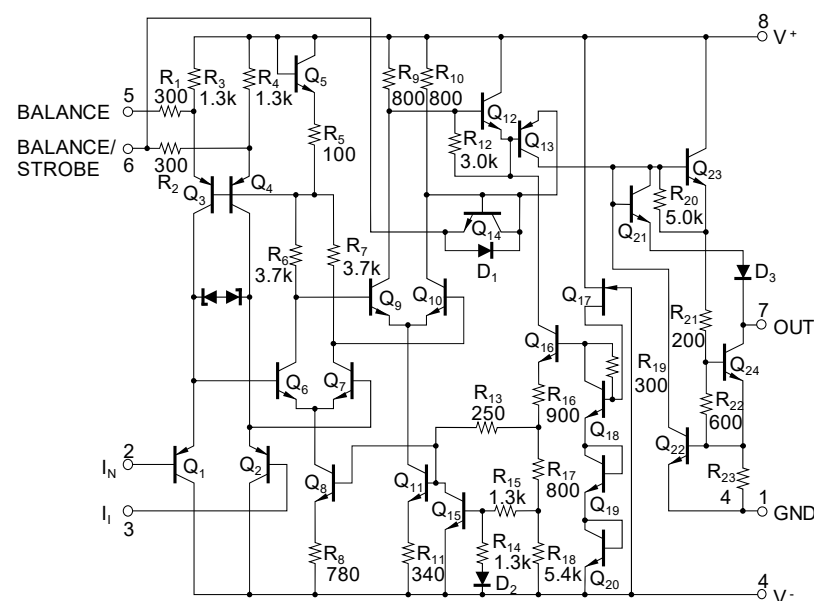 8
V+
R9
R10
R1
R3
R4
Q5
800
800
Q12
5
300
1.3k
1.3k
BALANCE
Q13
R5
R12
BALANCE/
STROBE
100
3.0k
Q23
6
300
R2
Q3
Q4
R20
5.0k
Q14
Q21
R6
R7
3.7k
3.7k
D1
D3
Q9
Q10
Q17
7
OUT
R21
200
Q16
R19
300
Q6
Q7
Q24
R13
250
R16
900
R22
600
Q18
2
IN
Q1
Q2
Q8
Q11
Q22
R17
800
R15
1.3k
R23
4
Q15
Q19
1
GND
II
3
R8
780
R11
340
R14
1.3k
R18
5.4k
D2
Q20
4
V-